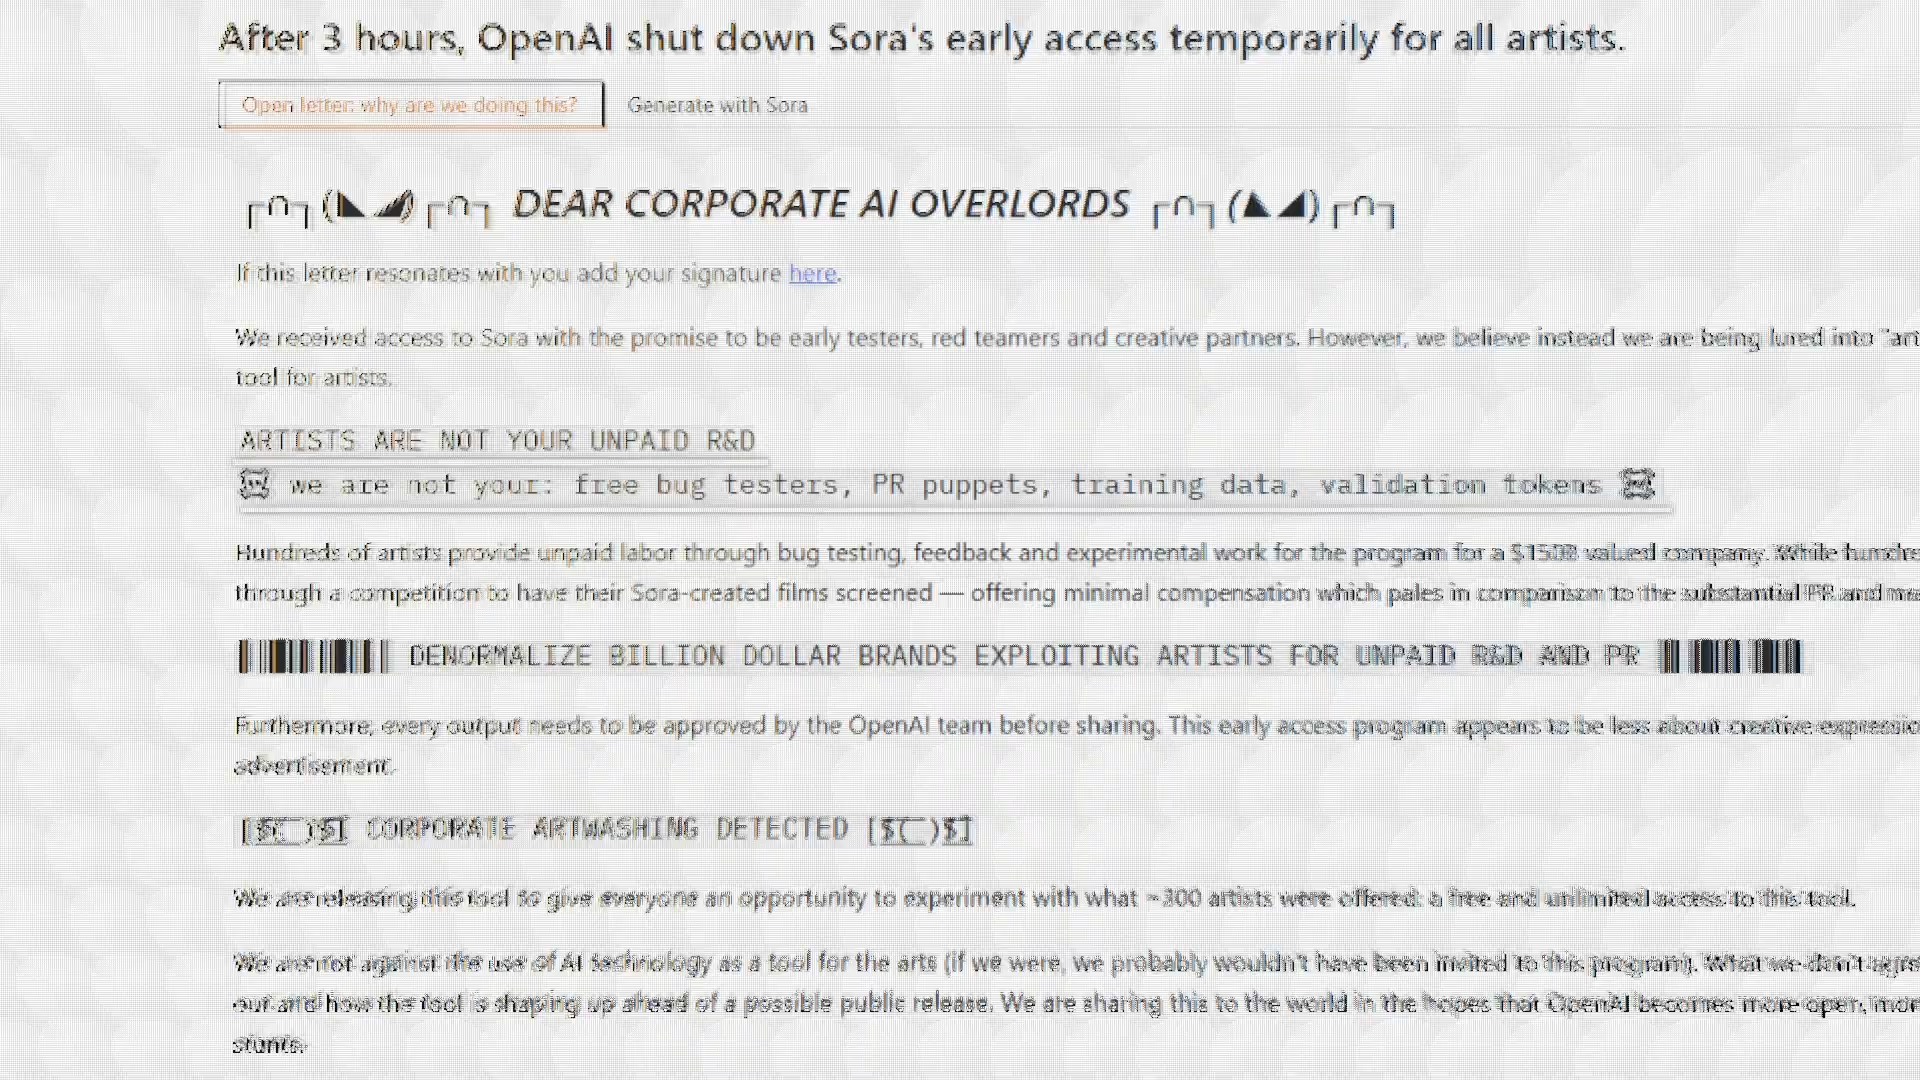 After 3 hours, OpenAI shut down Sora's early access temporarily for all artists.
Open letter: why are we doing this? Generate with Sora
┌∩┐(◣◢)┌∩┐ DEAR CORPORATE AI OVERLORDS ┌∩┐(◣◢)┌∩┐
If this letter resonates with you add your signature here.
We received access to Sora with the promise to be early testers, red teamers and creative partners. However, we believe instead we are being lured into "art
tool for artists.
ARTISTS ARE NOT YOUR UNPAID R&D
☠ we are not your: free bug testers, PR puppets, training data, validation tokens ☠
Hundreds of artists provide unpaid labor through bug testing, feedback and experimental work for the program for a $150B valued company. While hundre
through a competition to have their Sora-created films screened — offering minimal compensation which pales in comparison to the substantial PR and ma
DENORMALIZE BILLION DOLLAR BRANDS EXPLOITING ARTISTS FOR UNPAID R&D AND PR
Furthermore, every output needs to be approved by the OpenAI team before sharing. This early access program appears to be less about creative expressio
advertisement.
[$(‾ ‾)$] CORPORATE ARTWASHING DETECTED [$(‾ ‾)$]
We are releasing this tool to give everyone an opportunity to experiment with what ~300 artists were offered: a free and unlimited access to this tool.
We are not against the use of AI technology as a tool for the arts (if we were, we probably wouldn't have been invited to this program). What we don't agre
out and how the tool is shaping up ahead of a possible public release. We are sharing this to the world in the hopes that OpenAI becomes more open, mor
stunts.